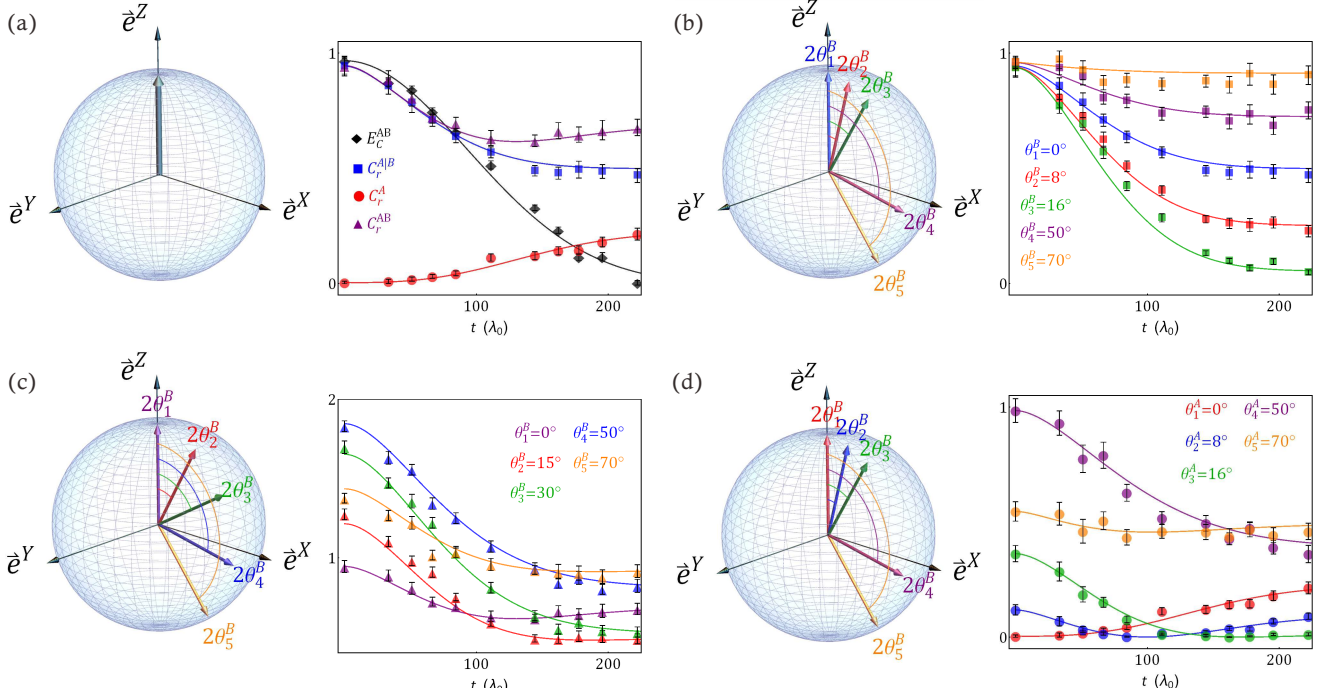 (a)
e⃗^Z
e⃗^Y
e⃗^X
1
0
E_C^AB
C_r^A|B
C_r^A
C_r^AB
100
200
t (λ₀)
(b)
e⃗^Z
2θ₁^B
2θ₂^B
2θ₃^B
2θ₄^B
2θ₅^B
e⃗^Y
e⃗^X
1
0
θ₁^B=0°
θ₂^B=8°
θ₃^B=16°
θ₄^B=50°
θ₅^B=70°
100
200
t (λ₀)
(c)
e⃗^Z
2θ₁^B
2θ₂^B
2θ₃^B
2θ₄^B
2θ₅^B
e⃗^Y
e⃗^X
2
1
θ₁^B=0° θ₄^B=50°
θ₂^B=15° θ₅^B=70°
θ₃^B=30°
100
200
t (λ₀)
(d)
e⃗^Z
2θ₁^B
2θ₂^B
2θ₃^B
2θ₄^B
2θ₅^B
e⃗^Y
e⃗^X
1
0
θ₁^A=0° θ₄^A=50°
θ₂^A=8° θ₅^A=70°
θ₃^A=16°
100
200
t (λ₀)